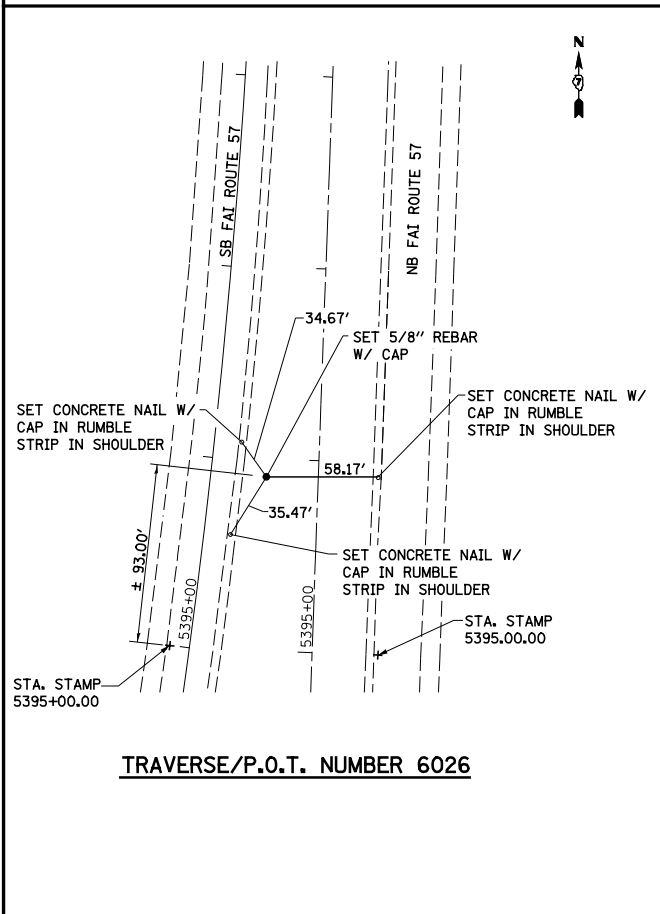 N
7
SB FAI ROUTE 57
NB FAI ROUTE 57
34.67'
SET 5/8" REBAR
W/ CAP
SET CONCRETE NAIL W/
CAP IN RUMBLE
STRIP IN SHOULDER
SET CONCRETE NAIL W/
CAP IN RUMBLE
STRIP IN SHOULDER
58.17'
35.47'
± 93.00'
SET CONCRETE NAIL W/
CAP IN RUMBLE
STRIP IN SHOULDER
5395+00
5395+00
STA. STAMP
5395.00.00
STA. STAMP
5395+00.00
TRAVERSE/P.O.T. NUMBER 6026